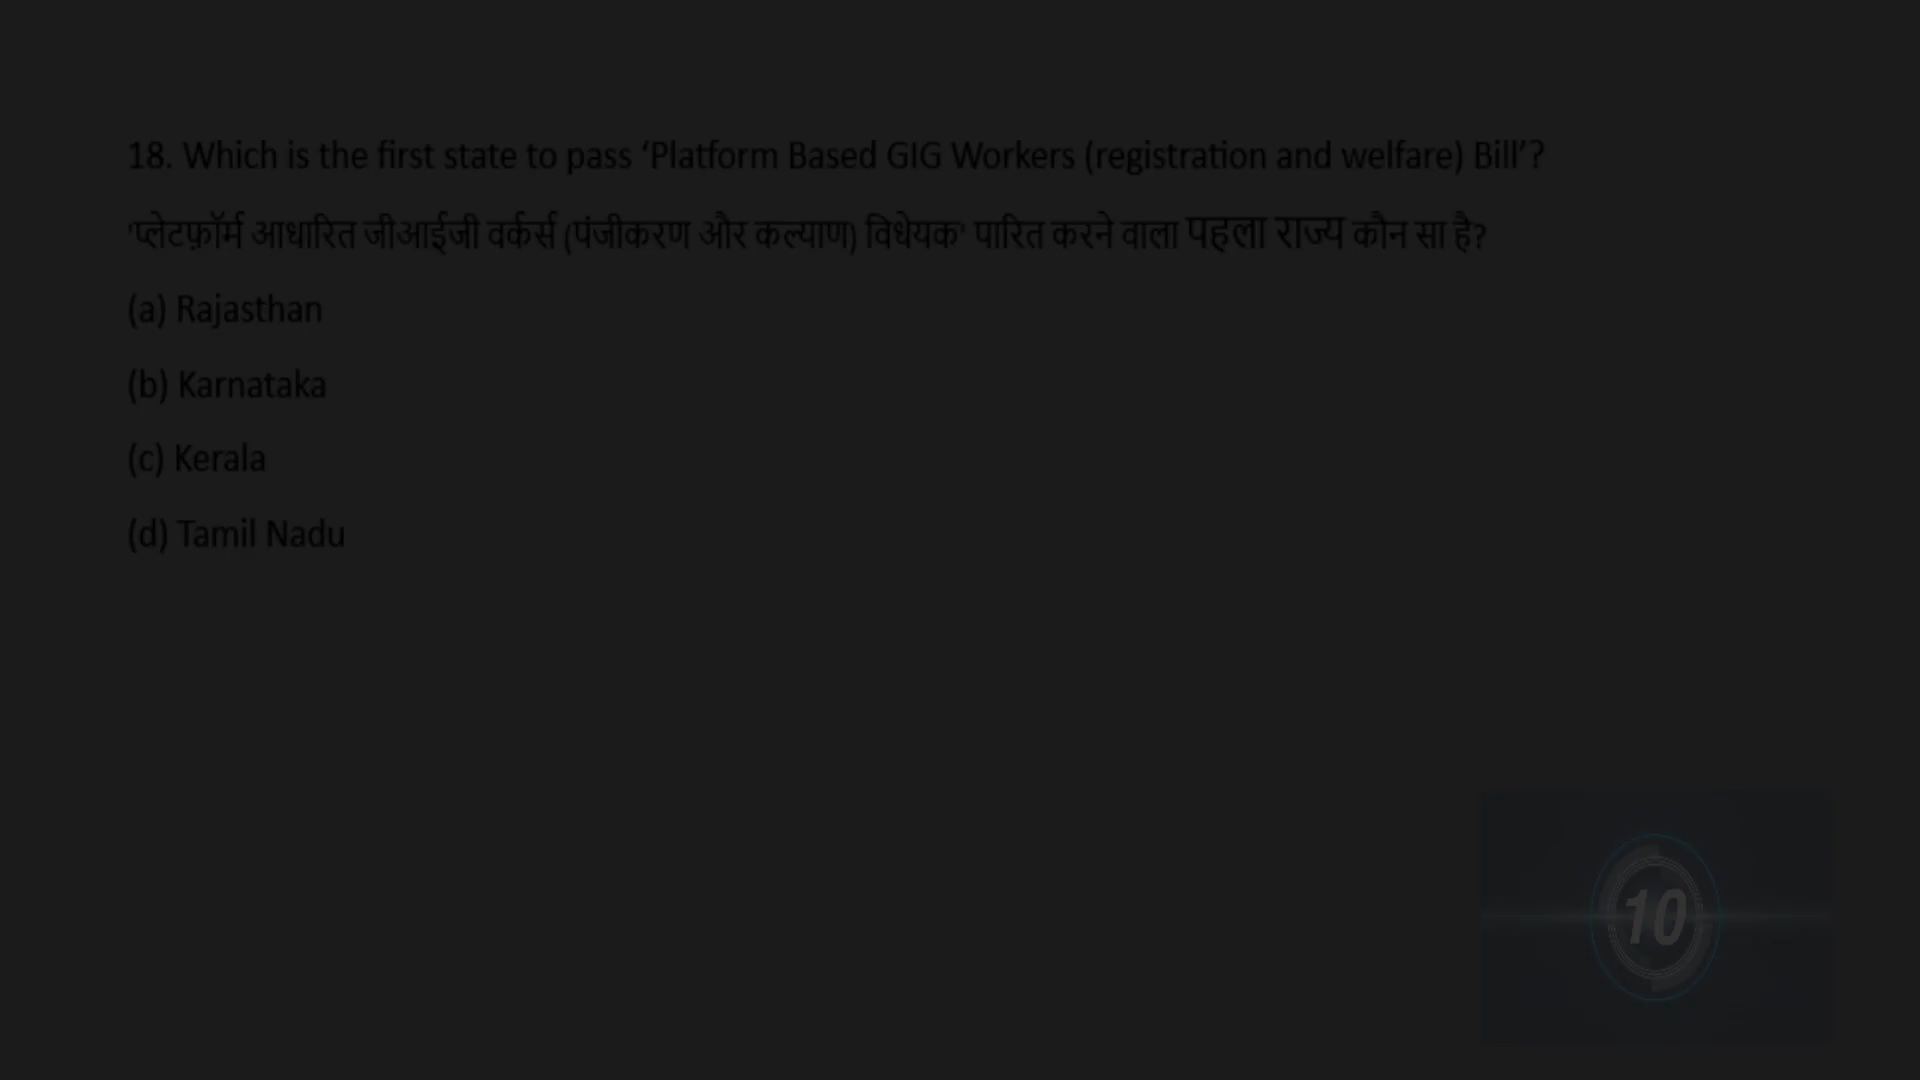 18. Which is the first state to pass ‘Platform Based GIG Workers (registration and welfare) Bill’?
'प्लेटफ़ॉर्म आधारित जीआईजी वर्कर्स (पंजीकरण और कल्याण) विधेयक' पारित करने वाला पहला राज्य कौन सा है?
(a) Rajasthan
(b) Karnataka
(c) Kerala
(d) Tamil Nadu
10